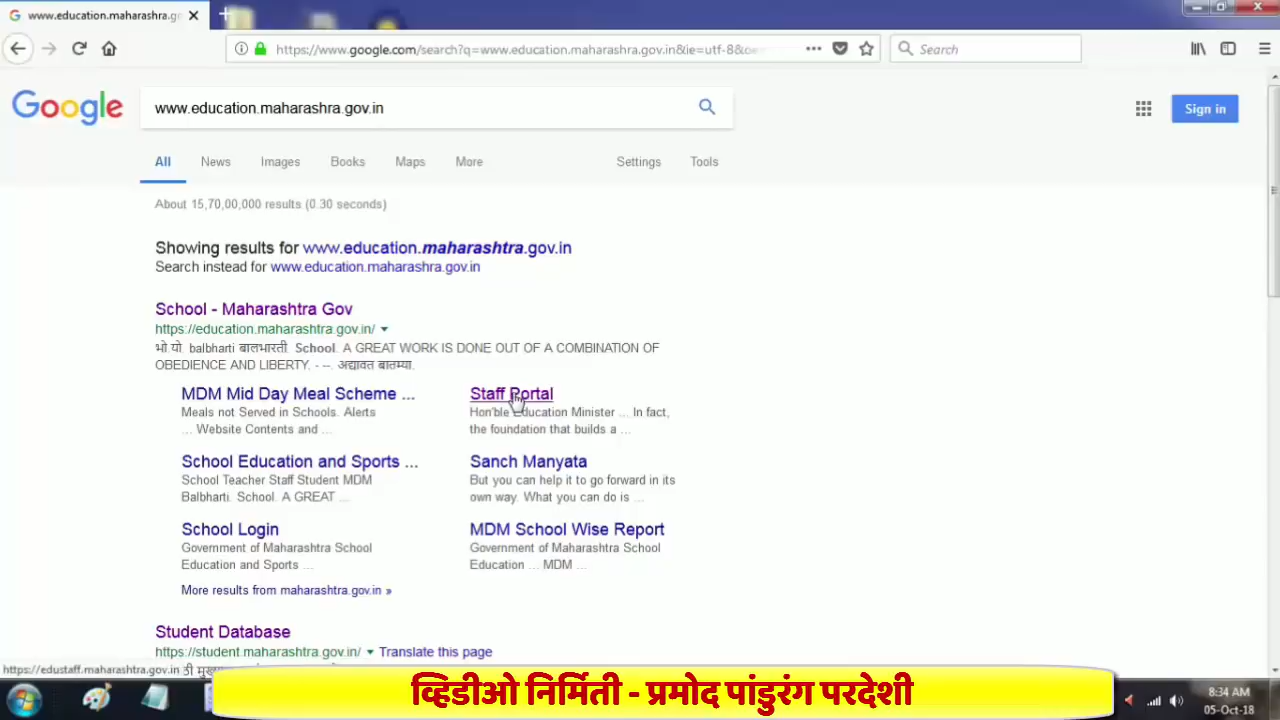 www.education.maharashra.g
https://www.google.com/search?q=www.education.maharashra.gov.in&ie=utf-8&o
Search
Google
www.education.maharashra.gov.in
Sign in
All
News
Images
Books
Maps
More
Settings
Tools
About 15,70,00,000 results (0.30 seconds)
Showing results for www.education.maharashtra.gov.in
Search instead for www.education.maharashra.gov.in
School - Maharashtra Gov
https://education.maharashtra.gov.in/
भो.यो. balbharti बालभारती. School. A GREAT WORK IS DONE OUT OF A COMBINATION OF
OBEDIENCE AND LIBERTY. - --. अद्यावत बातम्या.
MDM Mid Day Meal Scheme ...
Meals not Served in Schools. Alerts
... Website Contents and ...
Staff Portal
Hon'ble Education Minister ... In fact,
the foundation that builds a ...
School Education and Sports ...
School Teacher Staff Student MDM
Balbharti. School. A GREAT ...
Sanch Manyata
But you can help it to go forward in its
own way. What you can do is ...
School Login
Government of Maharashtra School
Education and Sports ...
MDM School Wise Report
Government of Maharashtra School
Education ... MDM ...
More results from maharashtra.gov.in »
Student Database
https://student.maharashtra.gov.in/ Translate this page
https://edustaff.maharashtra.gov.in ठी
व्हिडीओ निर्मिती - प्रमोद पांडुरंग परदेशी
8:34 AM
05-Oct-18